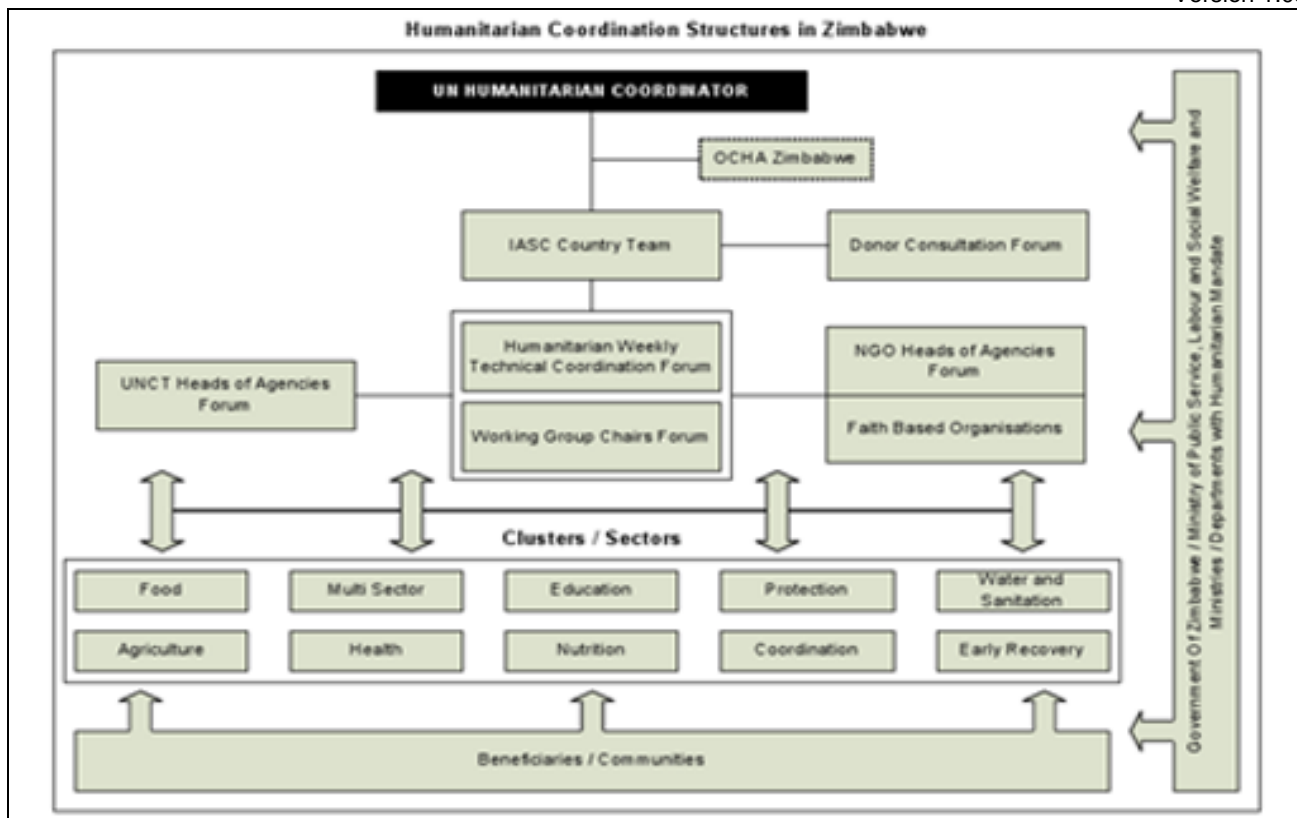 Humanitarian Coordination Structures in Zimbabwe
UN HUMANITARIAN COORDINATOR
OCHA Zimbabwe
IASC Country Team
Donor Consultation Forum
Humanitarian Weekly
Technical Coordination Forum
NGO Heads of Agencies
Forum
UNCT Heads of Agencies
Forum
Working Group Chairs Forum
Faith Based Organisations
Clusters / Sectors
Food
Multi Sector
Education
Protection
Water and
Sanitation
Agriculture
Health
Nutrition
Coordination
Early Recovery
Beneficiaries / Communities
Government Of Zimbabwe / Ministry of Public Service, Labour and Social Welfare and
Ministries / Departments with Humanitarian Mandate